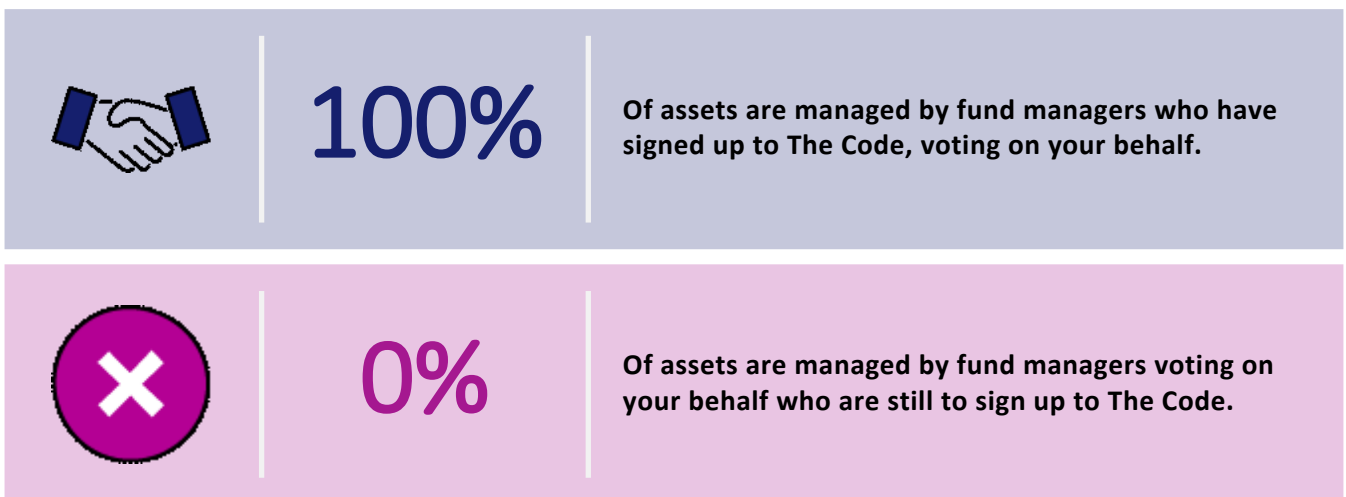 100%
Of assets are managed by fund managers who have
signed up to The Code, voting on your behalf.
0%
Of assets are managed by fund managers voting on
your behalf who are still to sign up to The Code.